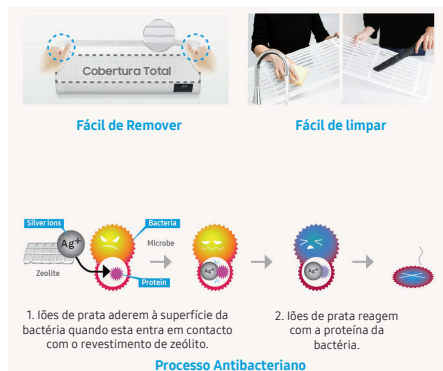 Cobertura Total
Fácil de Remover
Fácil de limpar
Silver ions
Bacteria
Ag+
Microbe
Zeolite
Protein
Ag+
Ag+
1. Iões de prata aderem à superfície da
bactéria quando esta entra em contacto
com o revestimento de zeólito.
2. Iões de prata reagem
com a proteína da
bactéria.
Processo Antibacteriano